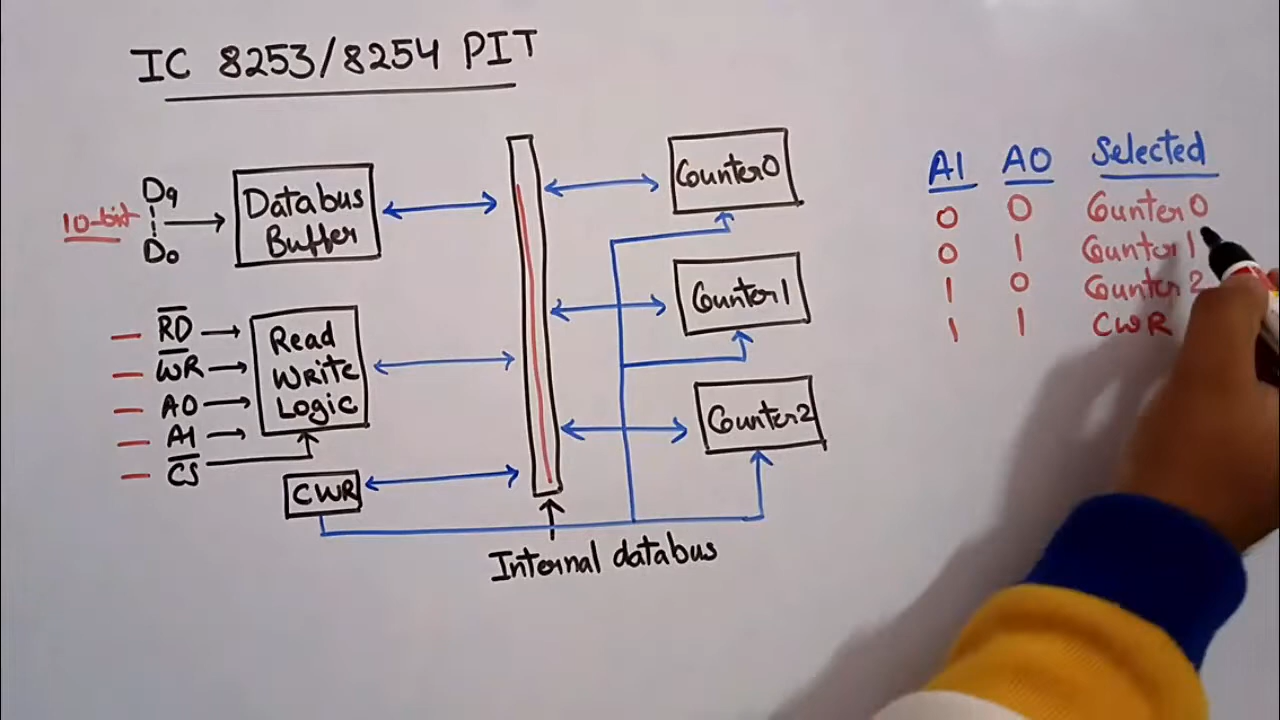 IC 8253/8254 PIT
10-bit
D9
D0
Databus
Buffer
RD
WR
A0
A1
CS
Read
Write
Logic
CWR
Internal databus
Counter0
Counter1
Counter2
A1 A0 Selected
0 0 Counter0
0 1 Counter1
1 0 Counter2
1 1 CWR